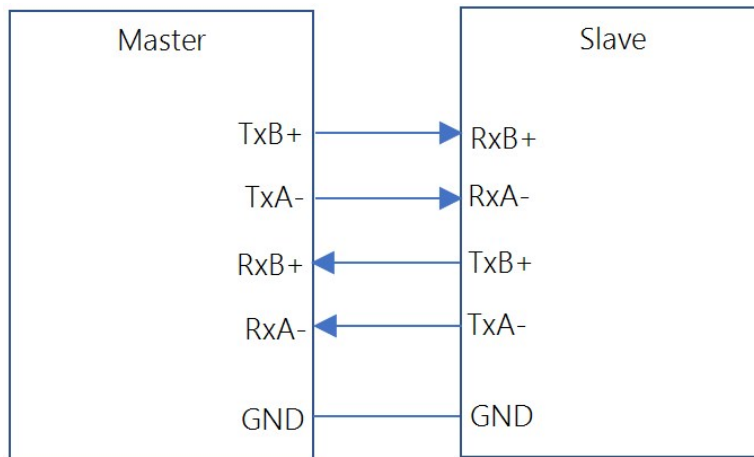 Master
Slave
TxB+
RxB+
TxA-
RxA-
RxB+
TxB+
RxA-
TxA-
GND
GND